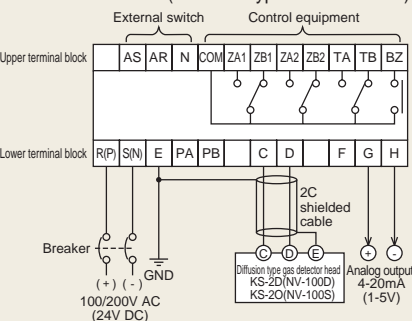 External switch
Control equipment
Upper terminal block
AS AR N COM ZA1 ZB1 ZA2 ZB2 TA TB BZ
Lower terminal block
R(P) S(N) E PA PB C D F G H
2C
shielded
cable
Breaker
(+) (-)
GND
100/200V AC
(24V DC)
C D E
Diffusion type gas detector head
KS-2D(NV-100D)
KS-2O(NV-100S)
+ -
Analog output
4-20mA
(1-5V)